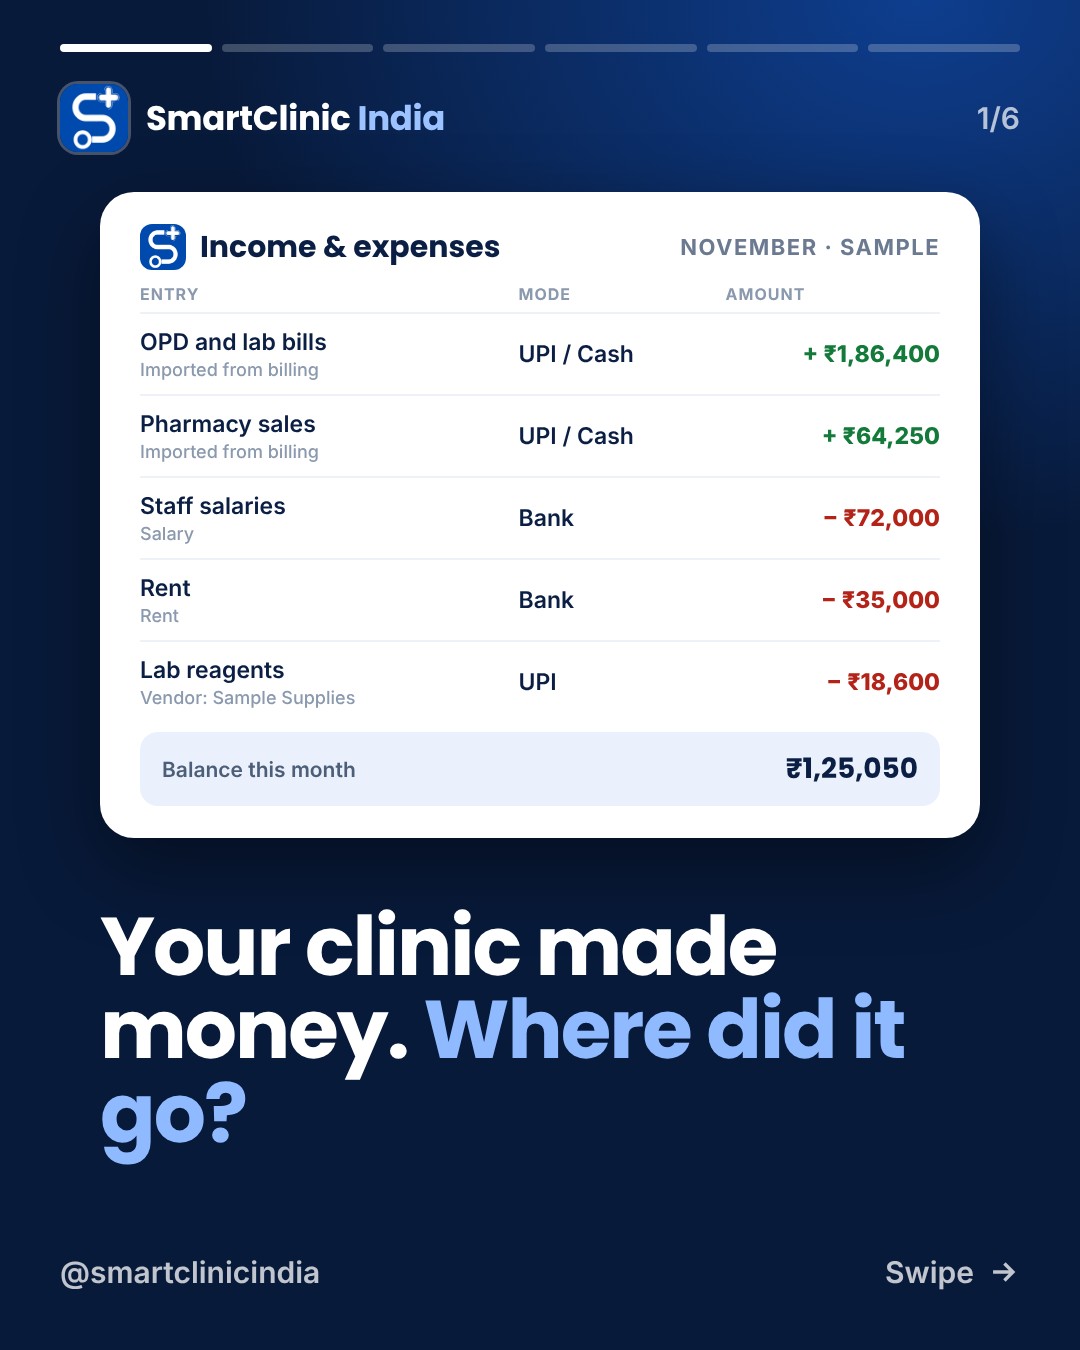 SmartClinic India
1/6
Income & expenses
NOVEMBER · SAMPLE
ENTRY MODE AMOUNT
OPD and lab bills
Imported from billing
UPI / Cash
+ ₹1,86,400
Pharmacy sales
Imported from billing
UPI / Cash
+ ₹64,250
Staff salaries
Salary
Bank
− ₹72,000
Rent
Rent
Bank
− ₹35,000
Lab reagents
Vendor: Sample Supplies
UPI
− ₹18,600
Balance this month
₹1,25,050
Your clinic made
money. Where did it
go?
@smartclinicindia
Swipe →